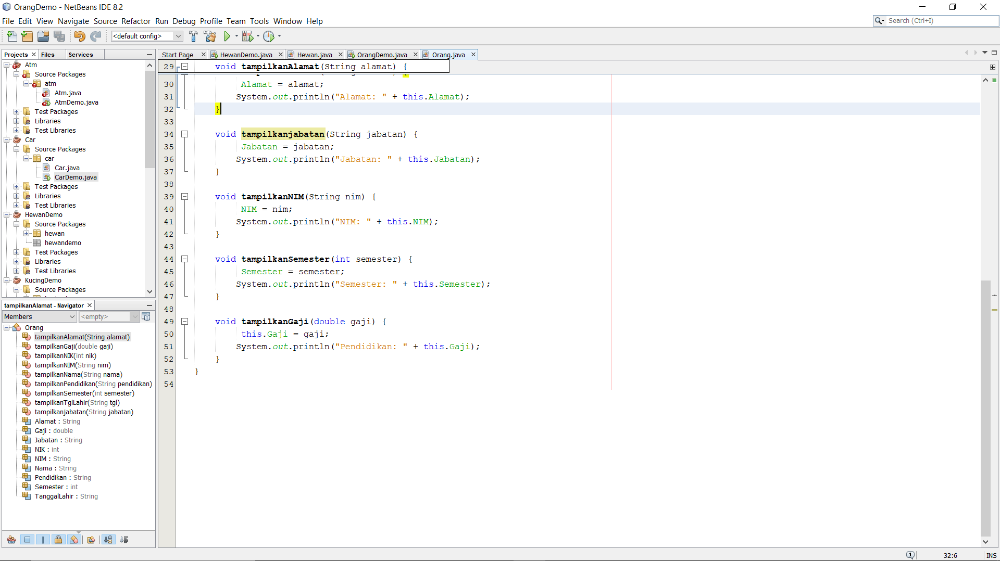 OrangDemo - NetBeans IDE 8.2
File Edit View Navigate Source Refactor Run Debug Profile Team Tools Window Help
Search (Ctrl+I)
<default config>
Projects Files Services
Atm
Source Packages
atm
Atm.java
AtmDemo.java
Test Packages
Libraries
Test Libraries
Car
Source Packages
car
Car.java
CarDemo.java
Test Packages
Libraries
Test Libraries
HewanDemo
Source Packages
hewan
hewandemo
Test Packages
Libraries
Test Libraries
KucingDemo
Source Packages
tampilkanAlamat - Navigator
Members <empty>
Orang
tampilkanAlamat(String alamat)
tampilkanGaji(double gaji)
tampilkanNIK(int nik)
tampilkanNIM(String nim)
tampilkanNama(String nama)
tampilkanPendidikan(String pendidikan)
tampilkanSemester(int semester)
tampilkanTglLahir(String tgl)
tampilkanjabatan(String jabatan)
Alamat : String
Gaji : double
Jabatan : String
NIK : int
NIM : String
Nama : String
Pendidikan : String
Semester : int
TanggalLahir : String
Start Page HewanDemo.java Hewan.java OrangDemo.java Orang.java
29 void tampilkanAlamat(String alamat) {
30 Alamat = alamat;
31 System.out.println("Alamat: " + this.Alamat);
32 }
33
34 void tampilkanjabatan(String jabatan) {
35 Jabatan = jabatan;
36 System.out.println("Jabatan: " + this.Jabatan);
37 }
38
39 void tampilkanNIM(String nim) {
40 NIM = nim;
41 System.out.println("NIM: " + this.NIM);
42 }
43
44 void tampilkanSemester(int semester) {
45 Semester = semester;
46 System.out.println("Semester: " + this.Semester);
47 }
48
49 void tampilkanGaji(double gaji) {
50 this.Gaji = gaji;
51 System.out.println("Pendidikan: " + this.Gaji);
52 }
53 }
54
1 32:6 INS